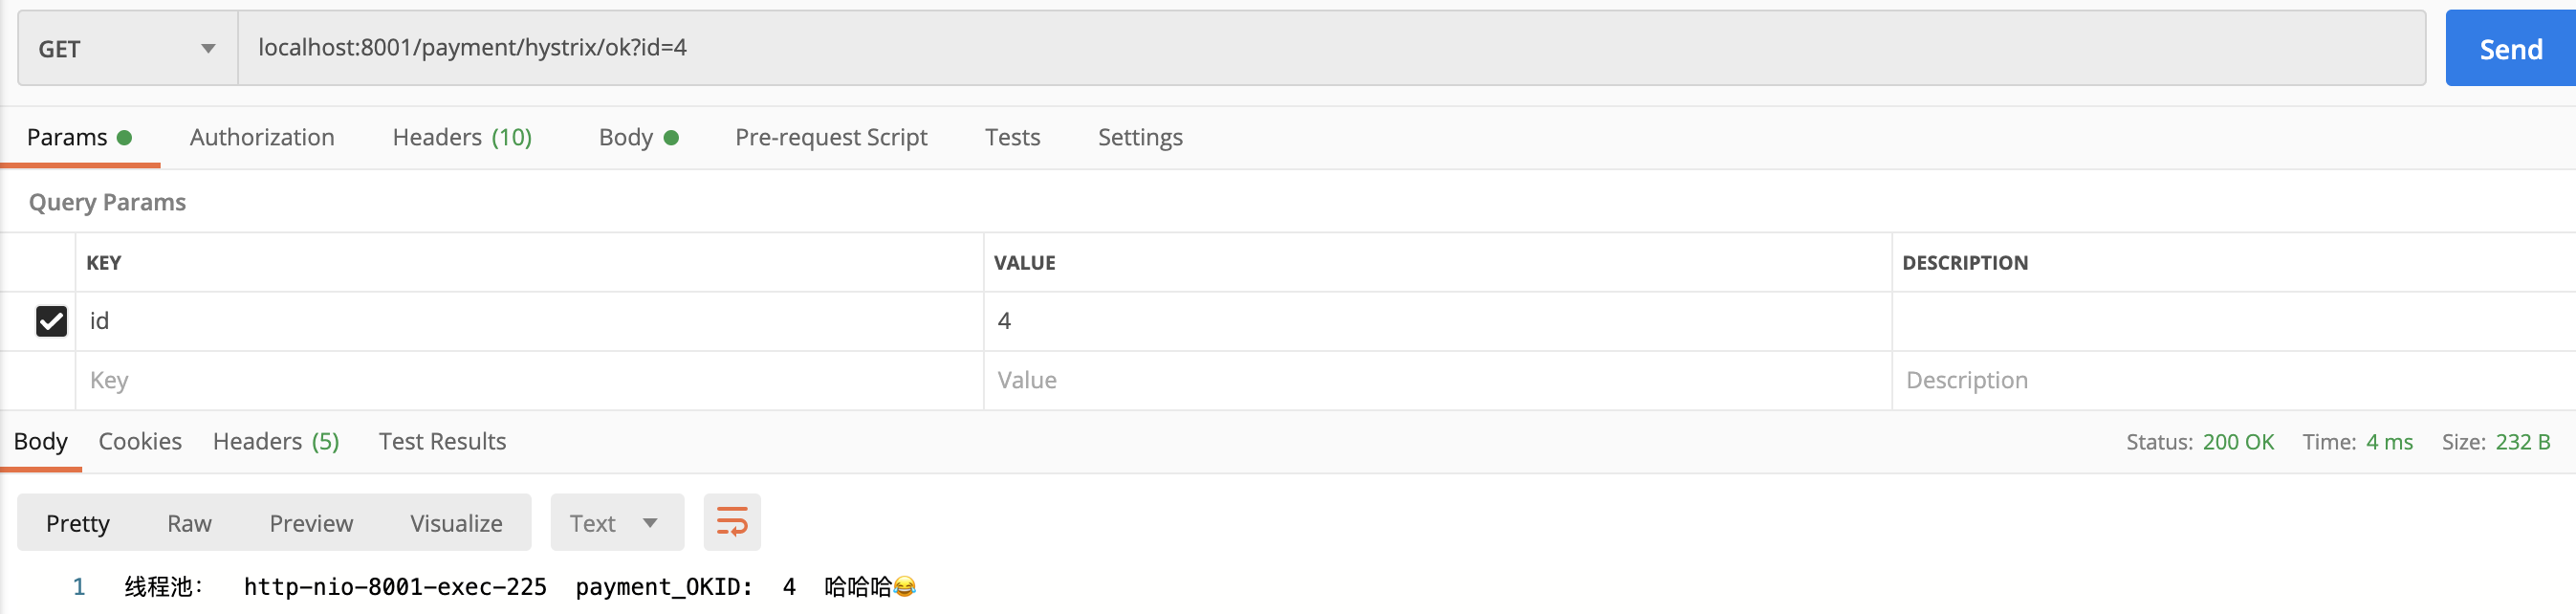 GET localhost:8001/payment/hystrix/ok?id=4 Send
Params Authorization Headers (10) Body Pre-request Script Tests Settings
Query Params
KEY VALUE DESCRIPTION
id 4
Key Value Description
Body Cookies Headers (5) Test Results Status: 200 OK Time: 4 ms Size: 232 B
Pretty Raw Preview Visualize Text
1 线程池： http-nio-8001-exec-225 payment_OKID: 4 哈哈哈😂